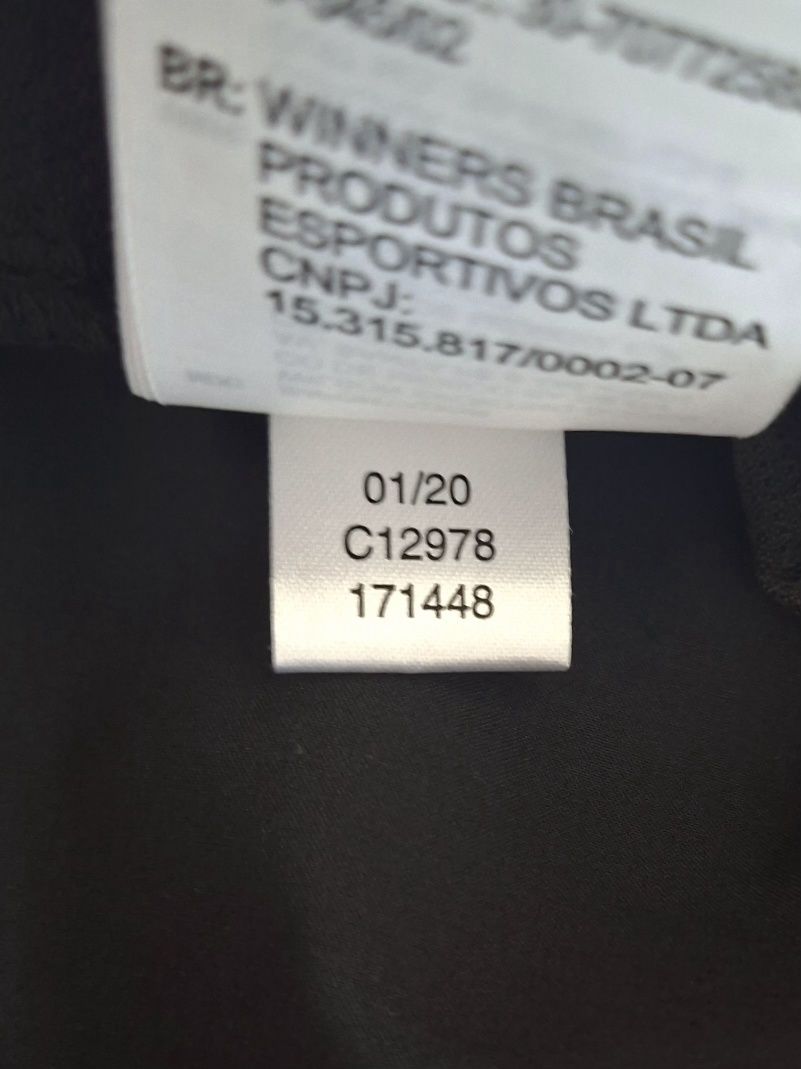 BR: WINNERS BRASIL
PRODUTOS
ESPORTIVOS LTDA
CNPJ:
15.315.817/0002-07
01/20
C12978
171448